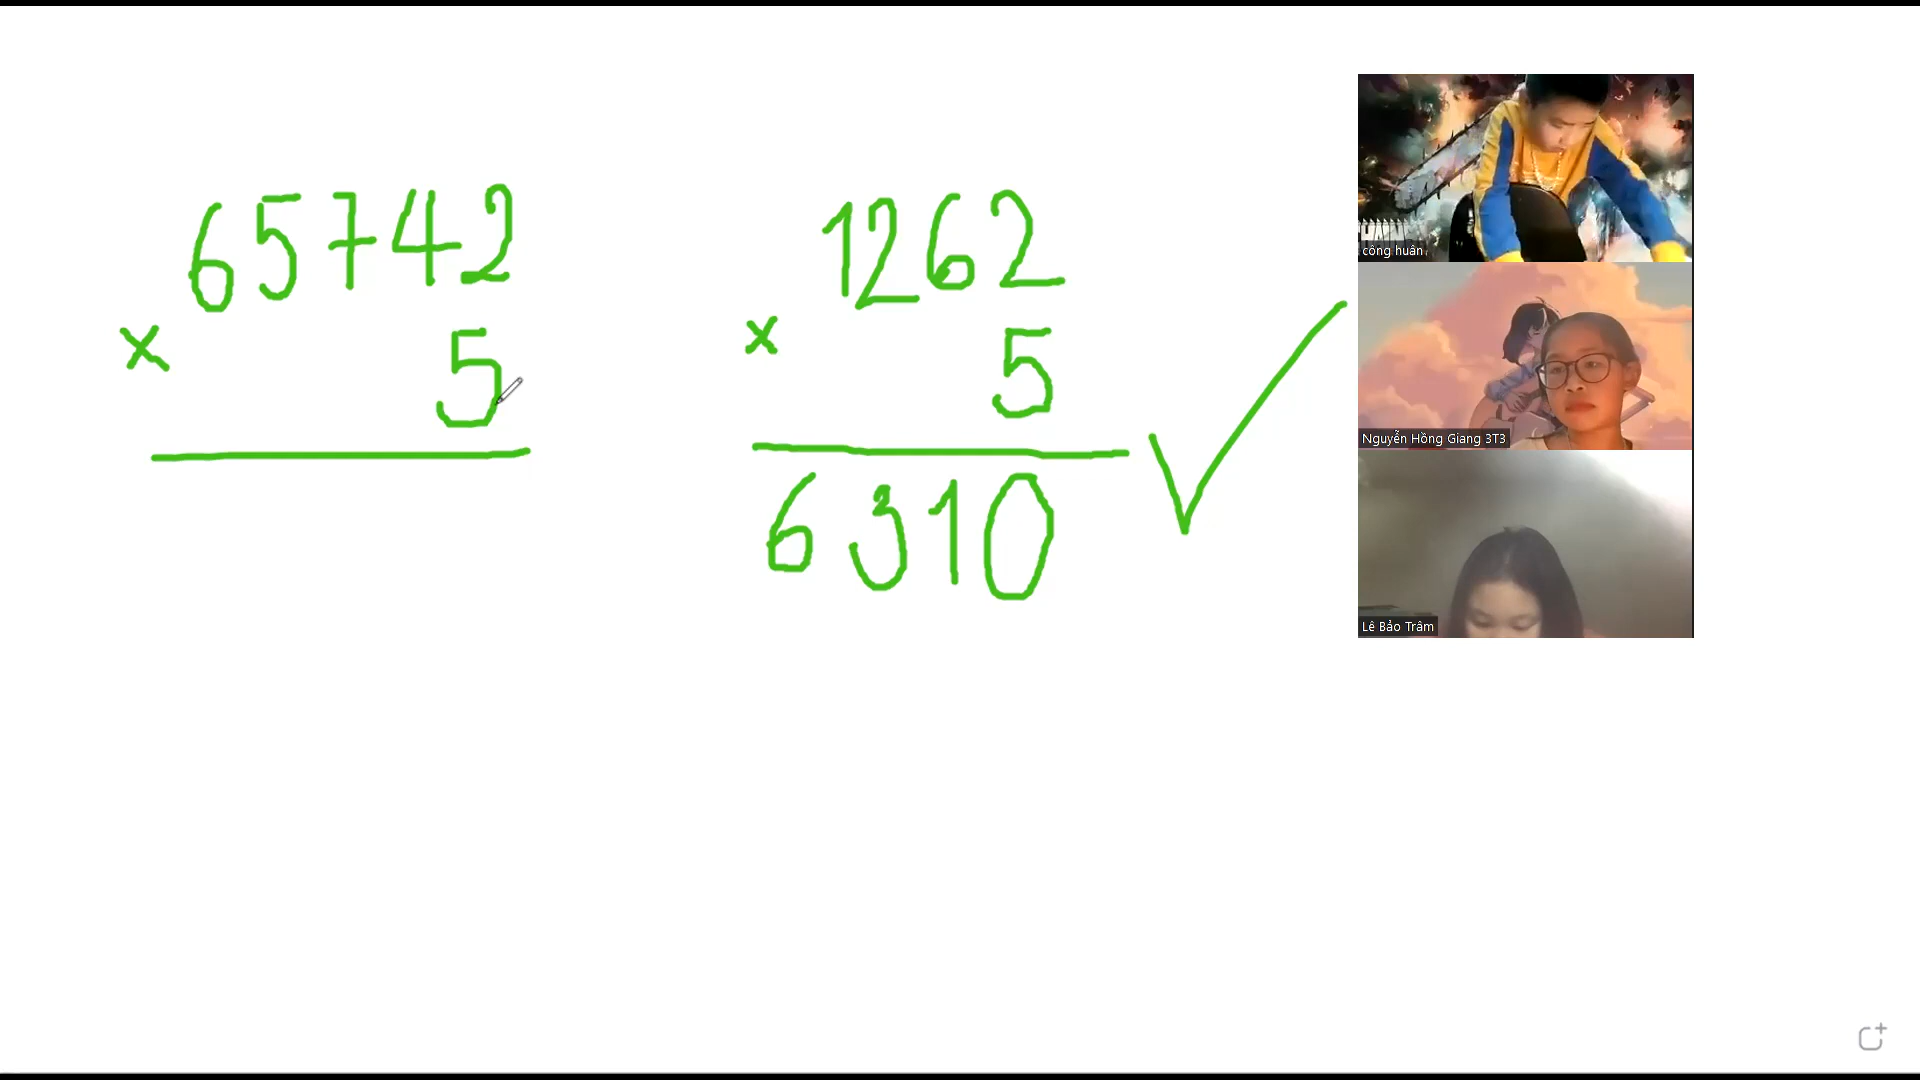 65742
x
5
1262
x
5
6310
công huân
Nguyễn Hồng Giang 3T3
Lê Bảo Trâm